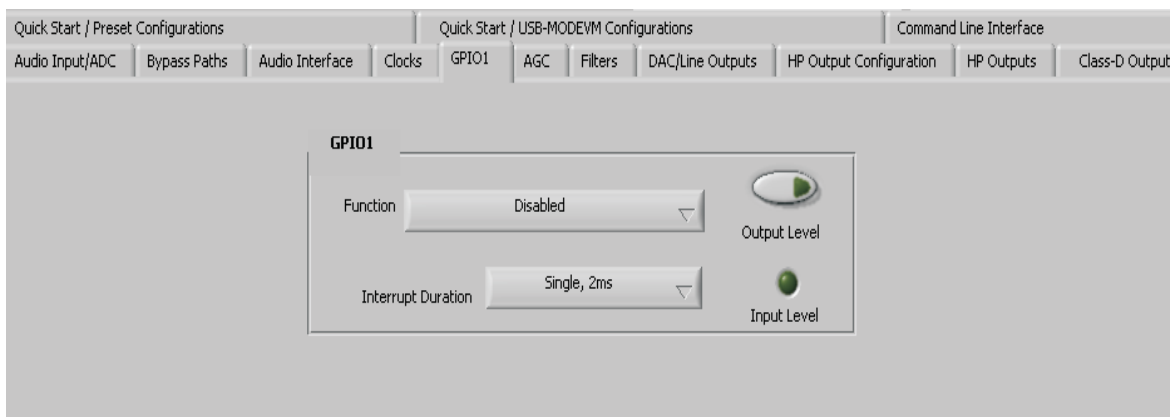 Quick Start / Preset Configurations
Quick Start / USB-MODEVM Configurations
Command Line Interface
Audio Input/ADC
Bypass Paths
Audio Interface
Clocks
GPIO1
AGC
Filters
DAC/Line Outputs
HP Output Configuration
HP Outputs
Class-D Output
GPIO1
Function
Disabled
Output Level
Interrupt Duration
Single, 2ms
Input Level